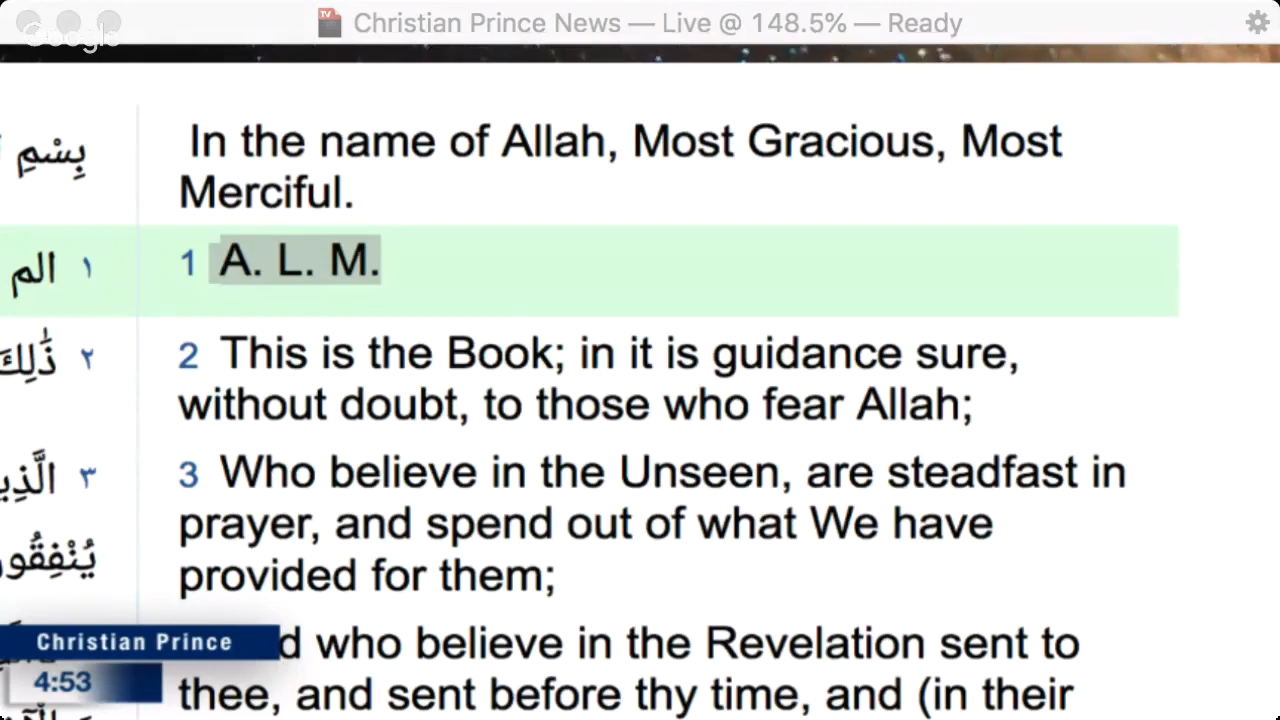 Christian Prince News — Live @ 148.5% — Ready
Google
In the name of Allah, Most Gracious, Most
Merciful.
بِسْمِ
1 A. L. M.
١ الم
2 This is the Book; in it is guidance sure,
without doubt, to those who fear Allah;
٢ ذَٰلِكَ
3 Who believe in the Unseen, are steadfast in
prayer, and spend out of what We have
provided for them;
٣
who believe in the Revelation sent to
thee, and sent before thy time, and (in their
Christian Prince
4:53